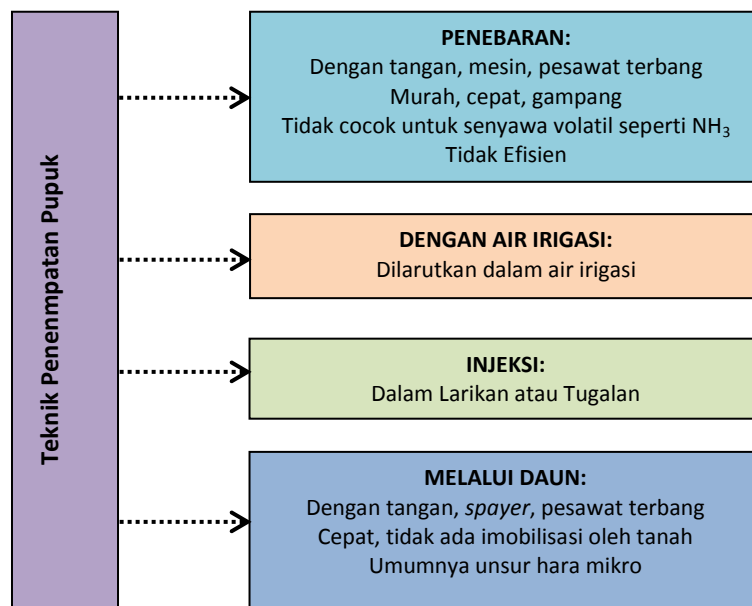 Teknik Penenmpatan Pupuk
PENEBARAN:
Dengan tangan, mesin, pesawat terbang
Murah, cepat, gampang
Tidak cocok untuk senyawa volatil seperti NH₃
Tidak Efisien
DENGAN AIR IRIGASI:
Dilarutkan dalam air irigasi
INJEKSI:
Dalam Larikan atau Tugalan
MELALUI DAUN:
Dengan tangan, spayer, pesawat terbang
Cepat, tidak ada imobilisasi oleh tanah
Umumnya unsur hara mikro